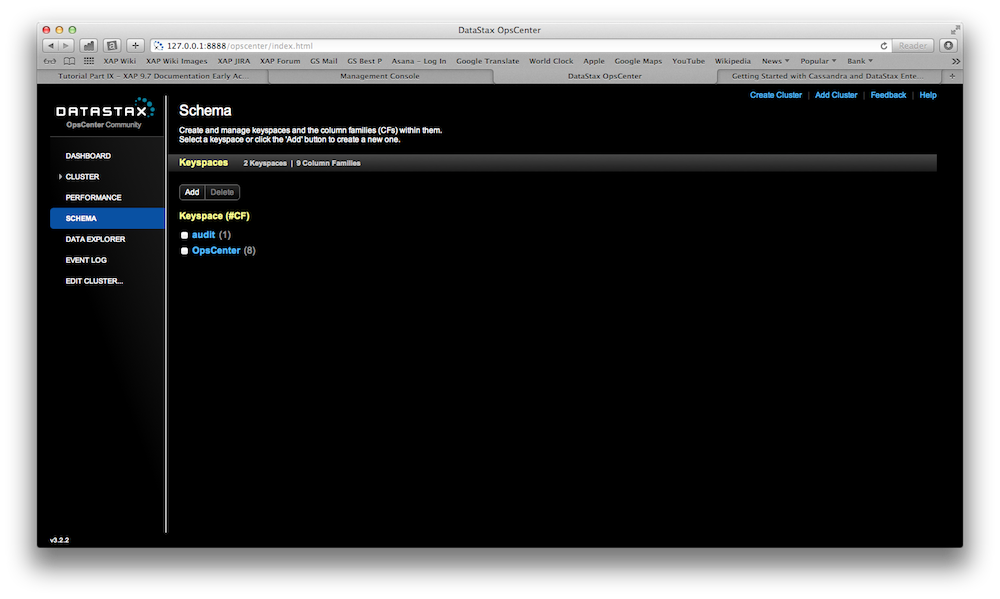 DataStax OpsCenter
127.0.0.1:8888/opscenter/index.html
Reader
XAP Wiki XAP Wiki Images XAP JIRA XAP Forum GS Mail GS Best P Asana – Log In Google Translate World Clock Apple Google Maps YouTube Wikipedia News Popular Bank
Tutorial Part IX – XAP 9.7 Documentation Early Ac... Management Console DataStax OpsCenter Getting Started with Cassandra and DataStax Ente...
Create Cluster | Add Cluster | Feedback | Help
DATASTAX
OpsCenter Community
DASHBOARD
CLUSTER
PERFORMANCE
SCHEMA
DATA EXPLORER
EVENT LOG
EDIT CLUSTER...
v3.2.2
Schema
Create and manage keyspaces and the column families (CFs) within them.
Select a keyspace or click the 'Add' button to create a new one.
Keyspaces 2 Keyspaces | 9 Column Families
Add Delete
Keyspace (#CF)
audit (1)
OpsCenter (8)